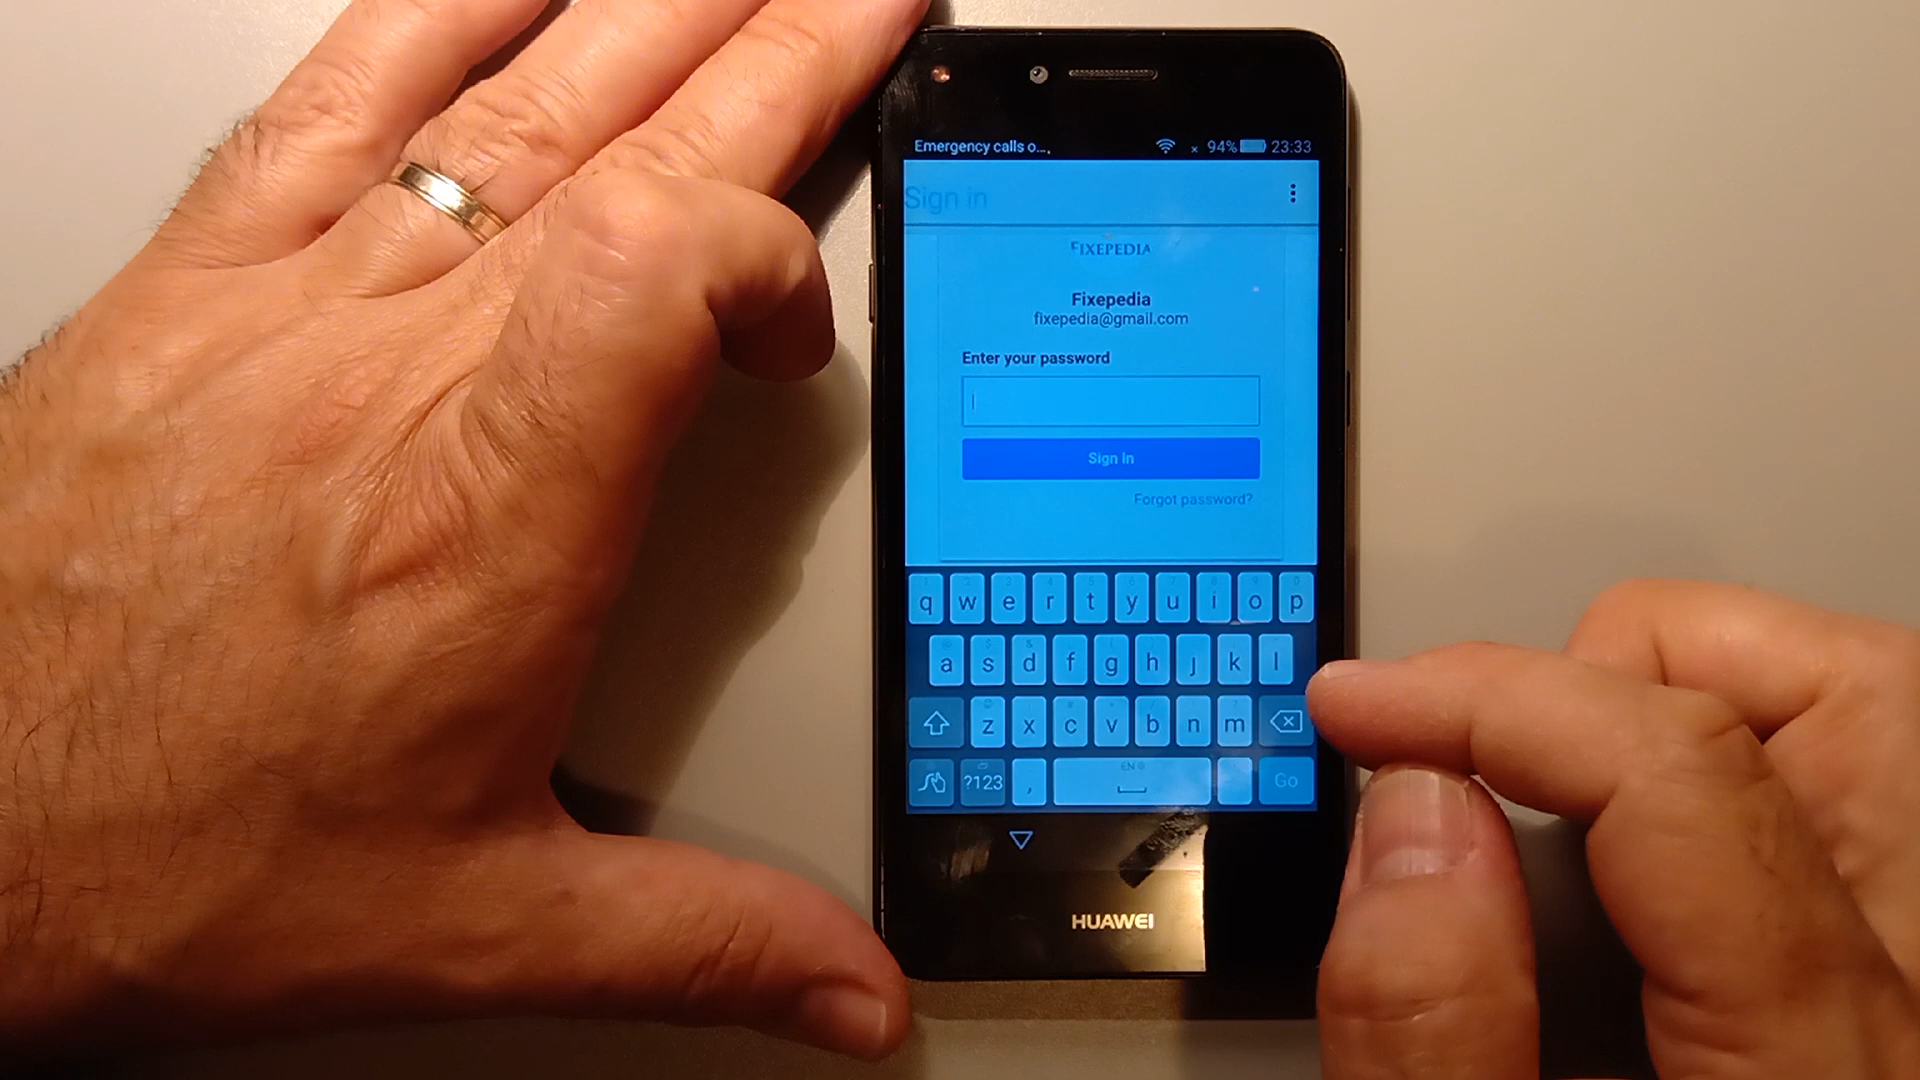 Emergency calls o... 94% 23:33
Sign in
FIXEPEDIA
Fixepedia
fixepedia@gmail.com
Enter your password
Sign In
Forgot password?
q w e r t y u i o p
a s d f g h j k l
z x c v b n m
?123 , EN Go
HUAWEI